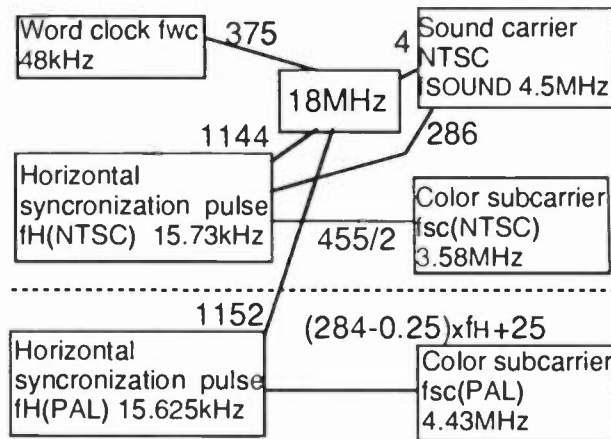 Word clock fwc
48kHz
375
4
Sound carrier
NTSC
fSOUND 4.5MHz
18MHz
1144
286
Horizontal
syncronization pulse
fH(NTSC) 15.73kHz
455/2
Color subcarrier
fsc(NTSC)
3.58MHz
1152
(284-0.25)xfH+25
Horizontal
syncronization pulse
fH(PAL) 15.625kHz
Color subcarrier
fsc(PAL)
4.43MHz